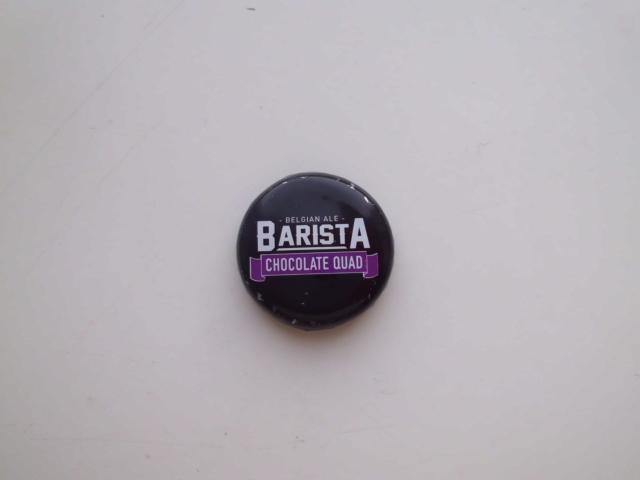 - BELGIAN ALE -
BARISTA
CHOCOLATE QUAD